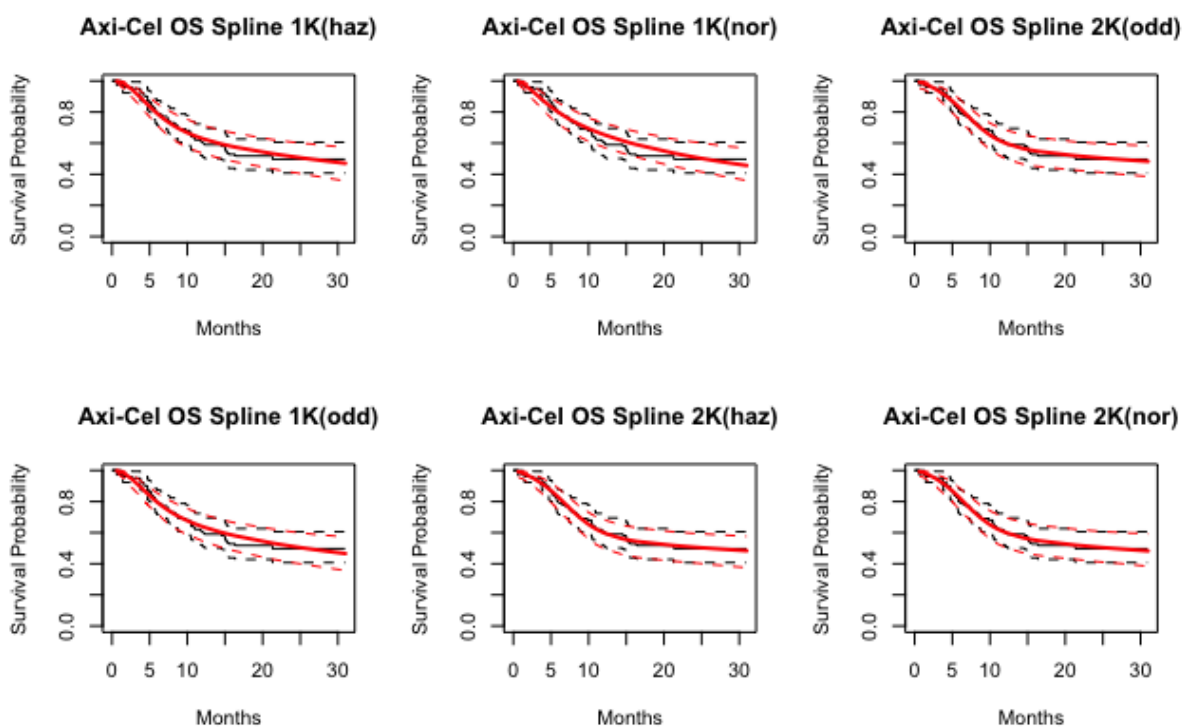 Axi-Cel OS Spline 1K(haz)
Survival Probability
0.0 0.4 0.8
0 5 10 20 30
Months
Axi-Cel OS Spline 1K(nor)
Survival Probability
0.0 0.4 0.8
0 5 10 20 30
Months
Axi-Cel OS Spline 2K(odd)
Survival Probability
0.0 0.4 0.8
0 5 10 20 30
Months
Axi-Cel OS Spline 1K(odd)
Survival Probability
0.0 0.4 0.8
0 5 10 20 30
Months
Axi-Cel OS Spline 2K(haz)
Survival Probability
0.0 0.4 0.8
0 5 10 20 30
Months
Axi-Cel OS Spline 2K(nor)
Survival Probability
0.0 0.4 0.8
0 5 10 20 30
Months